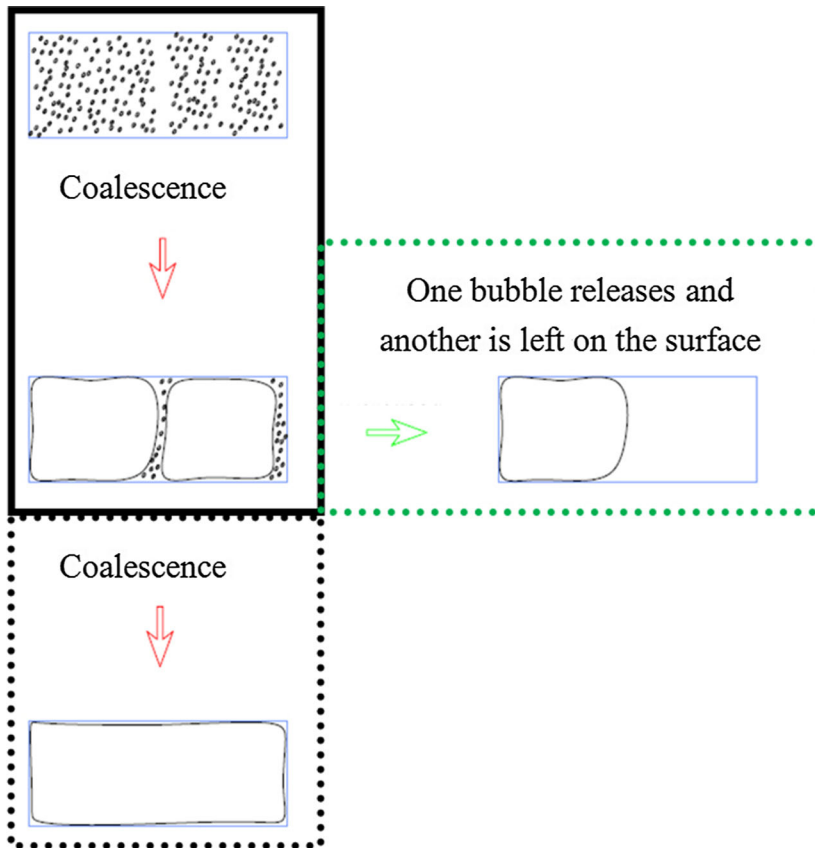 Coalescence
One bubble releases and
another is left on the surface
Coalescence